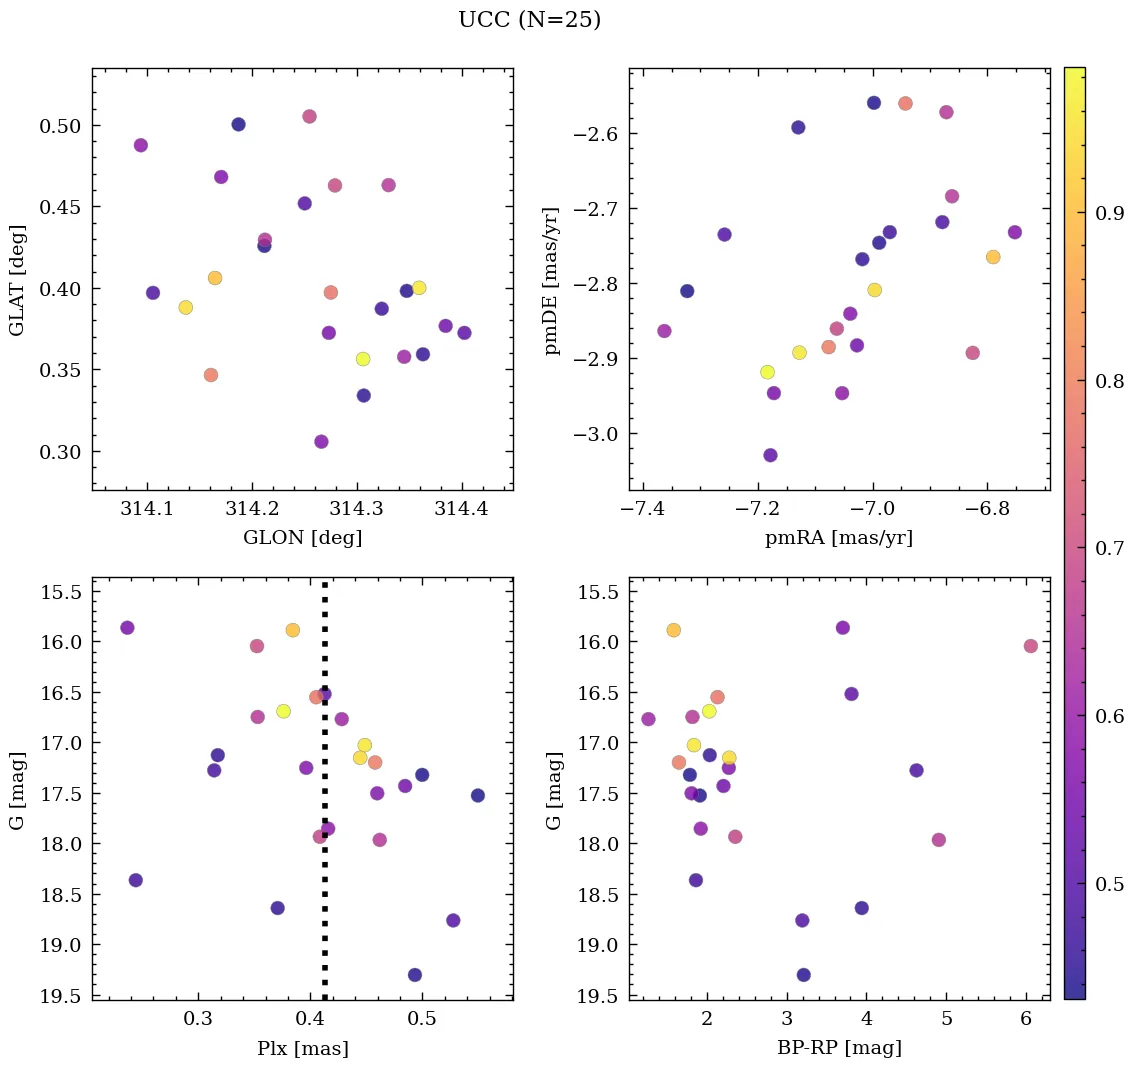 UCC (N=25)
0.50
0.45
0.40
0.35
0.30
GLAT [deg]
314.1 314.2 314.3 314.4
GLON [deg]
−2.6
−2.7
−2.8
−2.9
−3.0
pmDE [mas/yr]
−7.4 −7.2 −7.0 −6.8
pmRA [mas/yr]
15.5
16.0
16.5
17.0
17.5
18.0
18.5
19.0
19.5
G [mag]
0.3 0.4 0.5
Plx [mas]
15.5
16.0
16.5
17.0
17.5
18.0
18.5
19.0
19.5
G [mag]
2 3 4 5 6
BP-RP [mag]
0.9
0.8
0.7
0.6
0.5